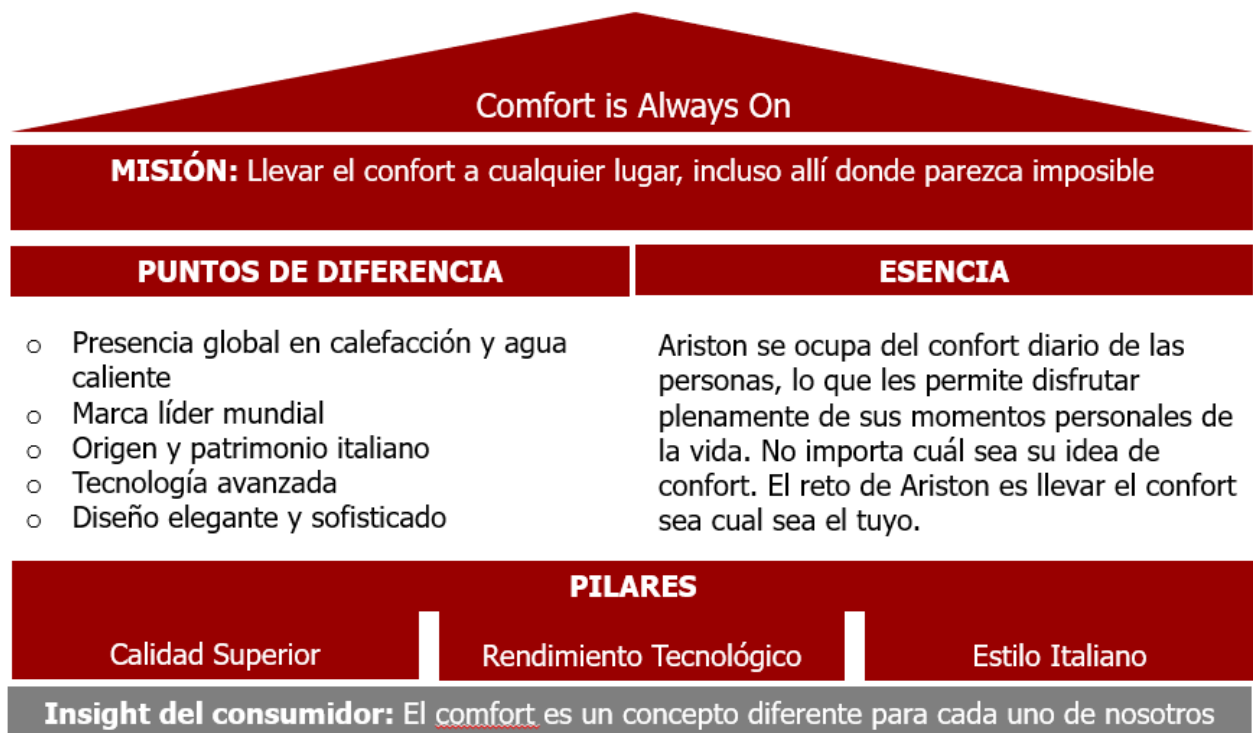 Comfort is Always On
MISIÓN: Llevar el confort a cualquier lugar, incluso allí donde parezca imposible
PUNTOS DE DIFERENCIA
o Presencia global en calefacción y agua
caliente
o Marca líder mundial
o Origen y patrimonio italiano
o Tecnología avanzada
o Diseño elegante y sofisticado
ESENCIA
Ariston se ocupa del confort diario de las
personas, lo que les permite disfrutar
plenamente de sus momentos personales de
la vida. No importa cuál sea su idea de
confort. El reto de Ariston es llevar el confort
sea cual sea el tuyo.
PILARES
Calidad Superior
Rendimiento Tecnológico
Estilo Italiano
Insight del consumidor: El comfort es un concepto diferente para cada uno de nosotros